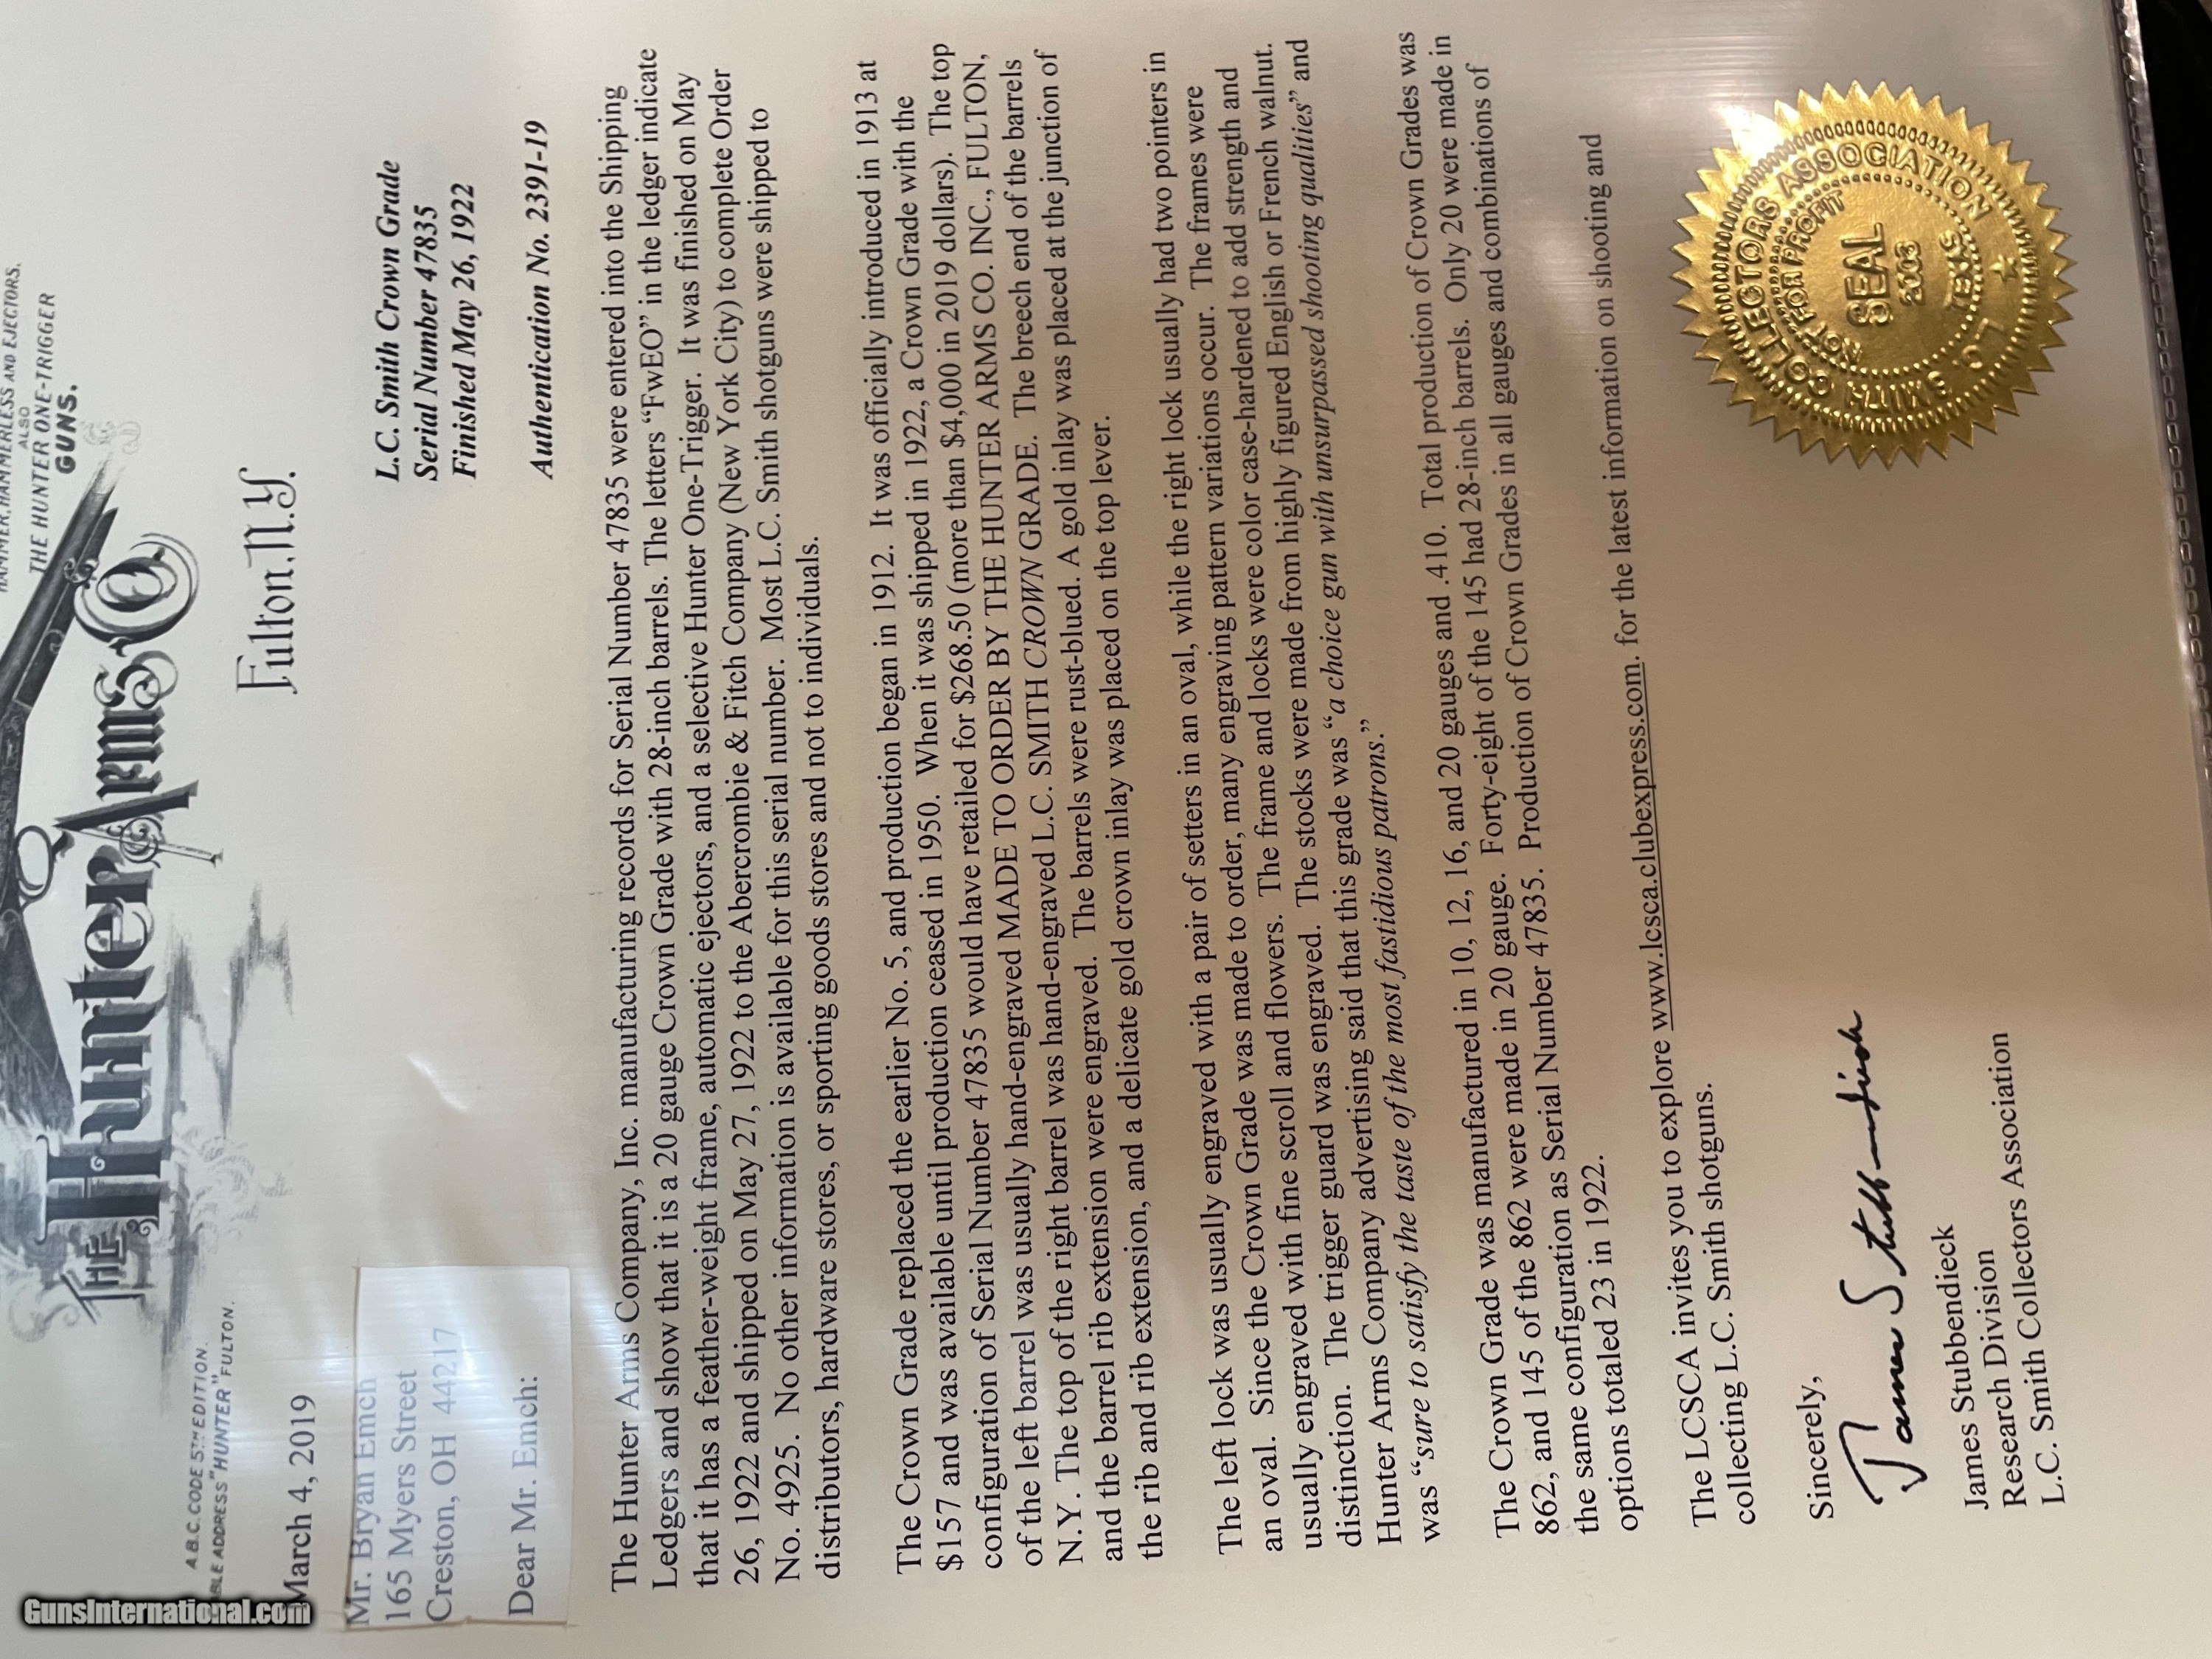 HAMMER, HAMMERLESS AND EJECTORS.
ALSO
THE HUNTER ONE-TRIGGER
GUNS.
THE Hunter Arms Co
Fulton, N.Y.
A.B.C. CODE 5TH EDITION.
ADDRESS "HUNTER" FULTON.
March 4, 2019
L.C. Smith Crown Grade
Serial Number 47835
Finished May 26, 1922
Authentication No. 2391-19
Mr. Bryan Emch
165 Myers Street
Creston, OH 44217
Dear Mr. Emch:
The Hunter Arms Company, Inc. manufacturing records for Serial Number 47835 were entered into the Shipping
Ledgers and show that it is a 20 gauge Crown Grade with 28-inch barrels. The letters “FwEO” in the ledger indicate
that it has a feather-weight frame, automatic ejectors, and a selective Hunter One-Trigger. It was finished on May
26, 1922 and shipped on May 27, 1922 to the Abercrombie & Fitch Company (New York City) to complete Order
No. 4925. No other information is available for this serial number. Most L.C. Smith shotguns were shipped to
distributors, hardware stores, or sporting goods stores and not to individuals.
The Crown Grade replaced the earlier No. 5, and production began in 1912. It was officially introduced in 1913 at
$157 and was available until production ceased in 1950. When it was shipped in 1922, a Crown Grade with the
configuration of Serial Number 47835 would have retailed for $268.50 (more than $4,000 in 2019 dollars). The top
of the left barrel was usually hand-engraved MADE TO ORDER BY THE HUNTER ARMS CO. INC., FULTON,
N.Y. The top of the right barrel was hand-engraved L.C. SMITH CROWN GRADE. The breech end of the barrels
and the barrel rib extension were engraved. The barrels were rust-blued. A gold inlay was placed at the junction of
the rib and rib extension, and a delicate gold crown inlay was placed on the top lever.
The left lock was usually engraved with a pair of setters in an oval, while the right lock usually had two pointers in
an oval. Since the Crown Grade was made to order, many engraving pattern variations occur. The frames were
usually engraved with fine scroll and flowers. The frame and locks were color case-hardened to add strength and
distinction. The trigger guard was engraved. The stocks were made from highly figured English or French walnut.
Hunter Arms Company advertising said that this grade was “a choice gun with unsurpassed shooting qualities” and
was “sure to satisfy the taste of the most fastidious patrons.”
The Crown Grade was manufactured in 10, 12, 16, and 20 gauges and .410. Total production of Crown Grades was
862, and 145 of the 862 were made in 20 gauge. Forty-eight of the 145 had 28-inch barrels. Only 20 were made in
the same configuration as Serial Number 47835. Production of Crown Grades in all gauges and combinations of
options totaled 23 in 1922.
The LCSCA invites you to explore www.lcsca.clubexpress.com. for the latest information on shooting and
collecting L.C. Smith shotguns.
Sincerely,
James Stubbendieck
James Stubbendieck
Research Division
L.C. Smith Collectors Association
L.C. SMITH COLLECTORS ASSOCIATION
NOT FOR PROFIT
SEAL
2003
TEXAS
GunsInternational.com